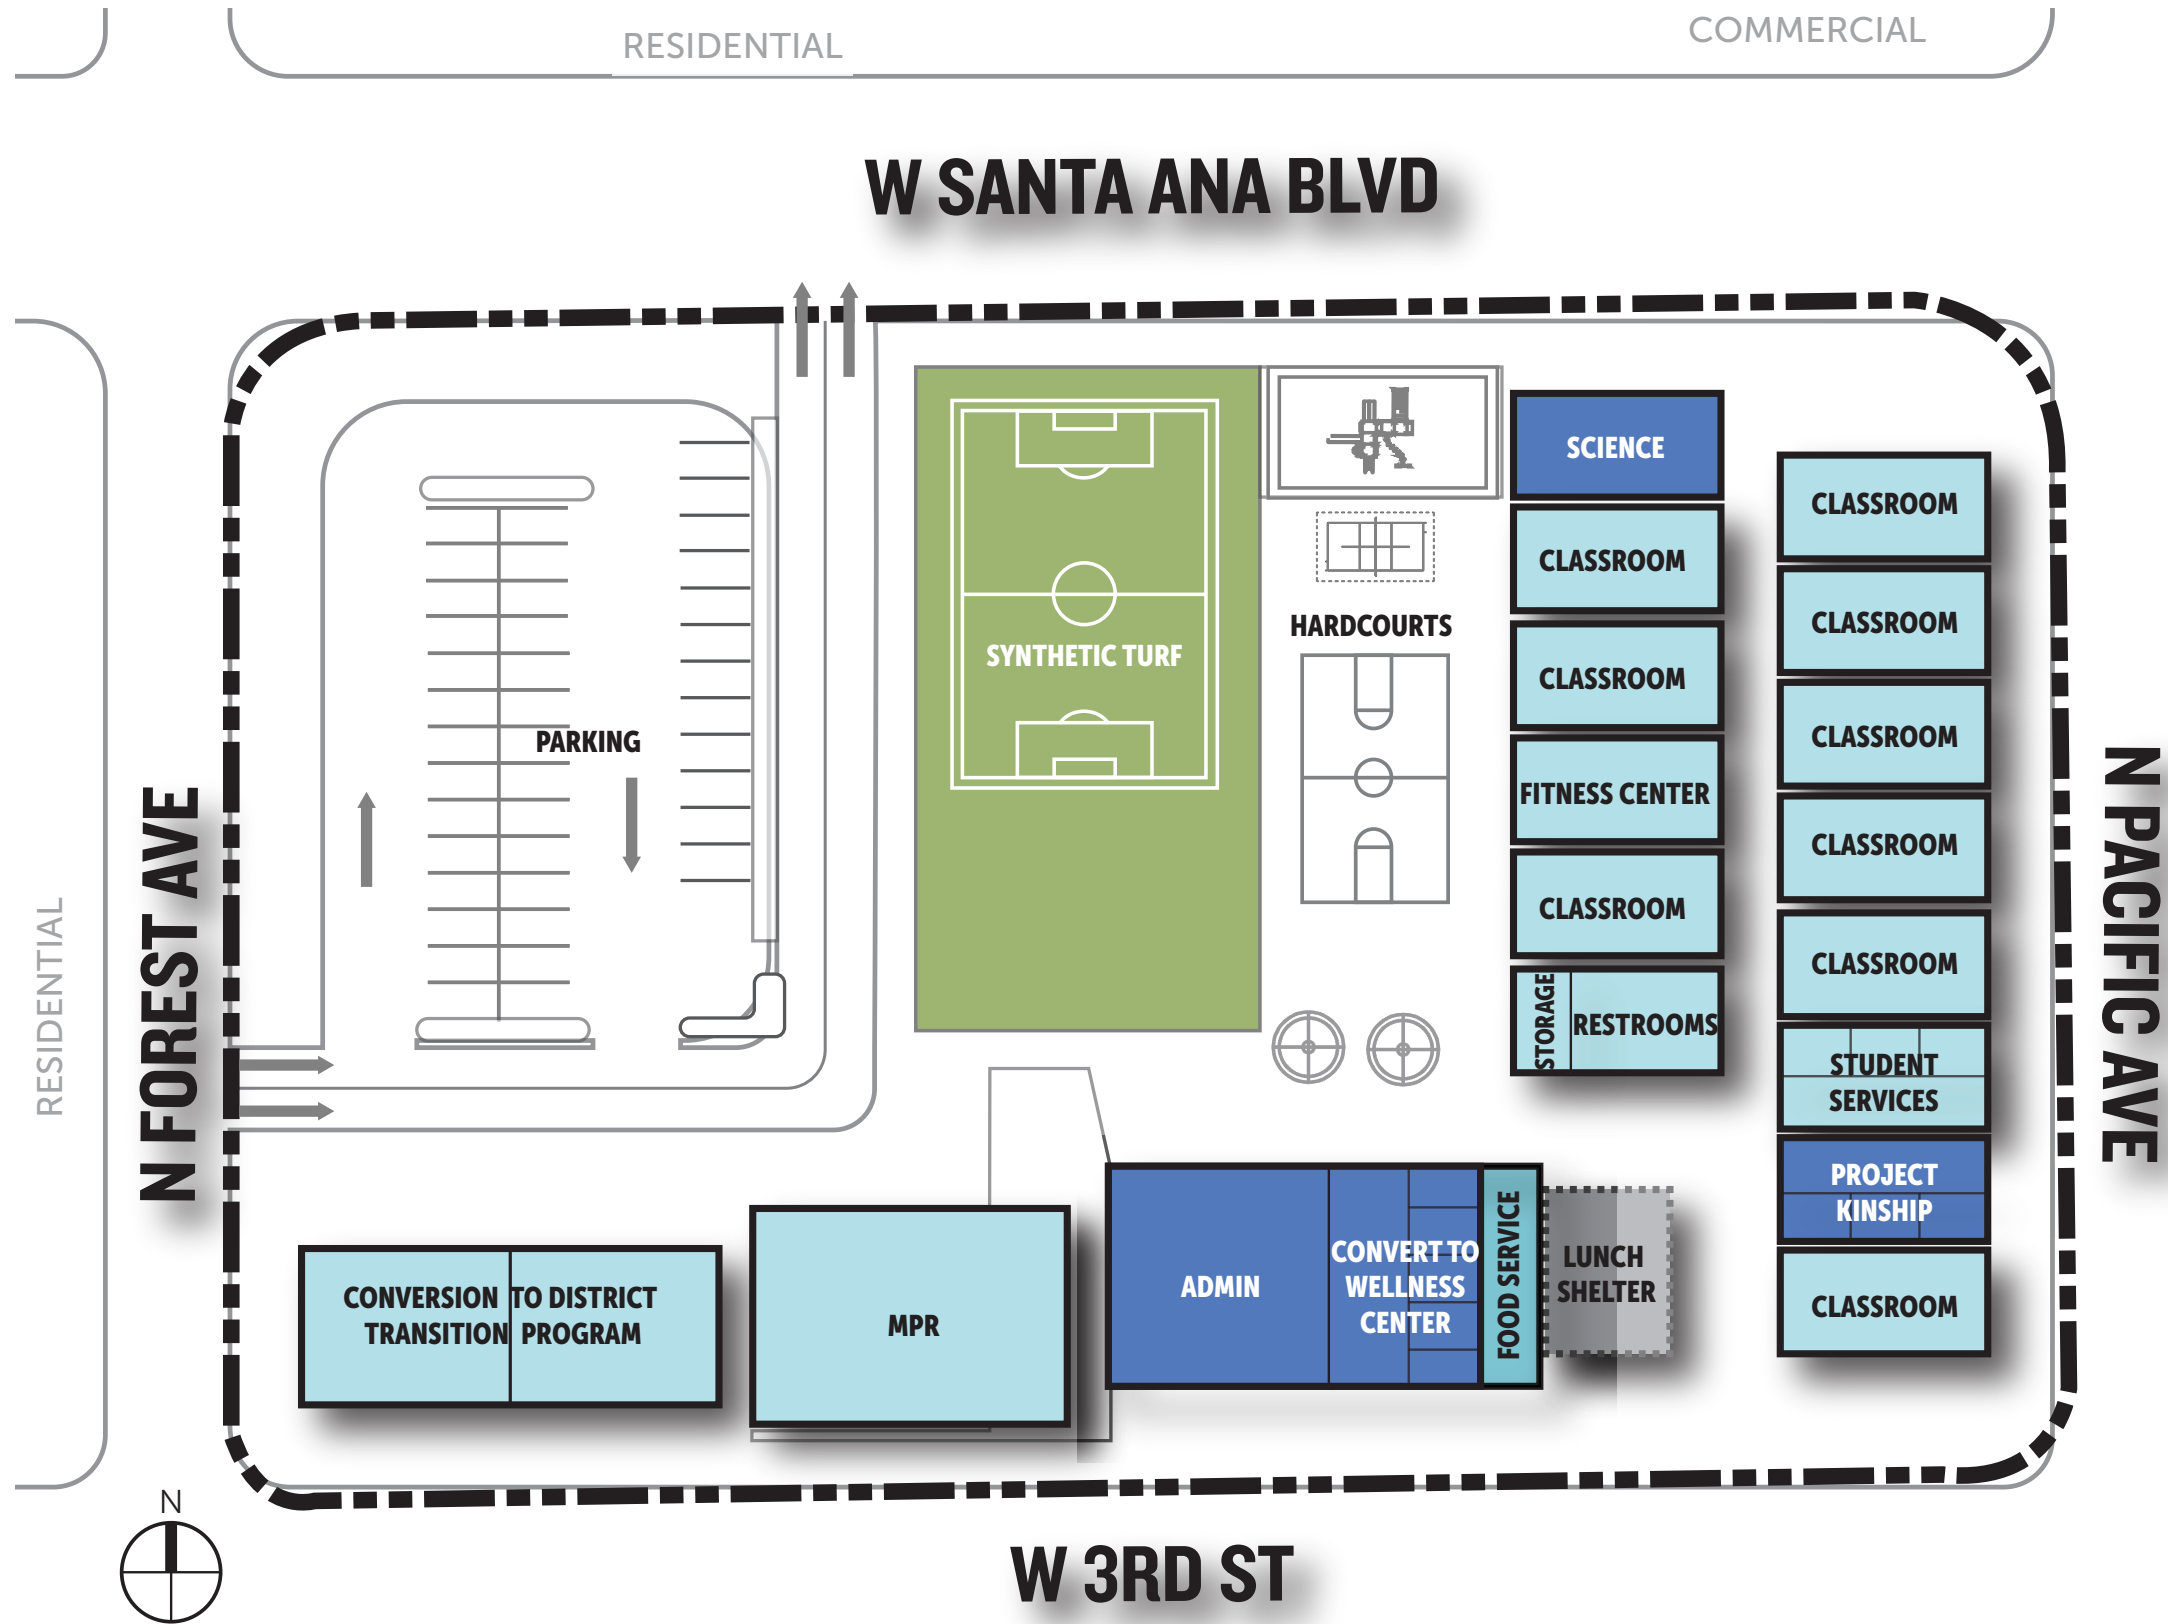 RESIDENTIAL
COMMERCIAL
W SANTA ANA BLVD
SCIENCE
CLASSROOM
CLASSROOM
FITNESS CENTER
CLASSROOM
STORAGE
RESTROOMS
CLASSROOM
CLASSROOM
CLASSROOM
CLASSROOM
CLASSROOM
STUDENT
SERVICES
PROJECT
KINSHIP
CLASSROOM
HARDCOURTS
SYNTHETIC TURF
PARKING
RESIDENTIAL
N FOREST AVE
N PACIFIC AVE
CONVERSION TO DISTRICT
TRANSITION PROGRAM
MPR
ADMIN
CONVERT TO
WELLNESS
CENTER
FOOD SERVICE
LUNCH
SHELTER
N
W 3RD ST